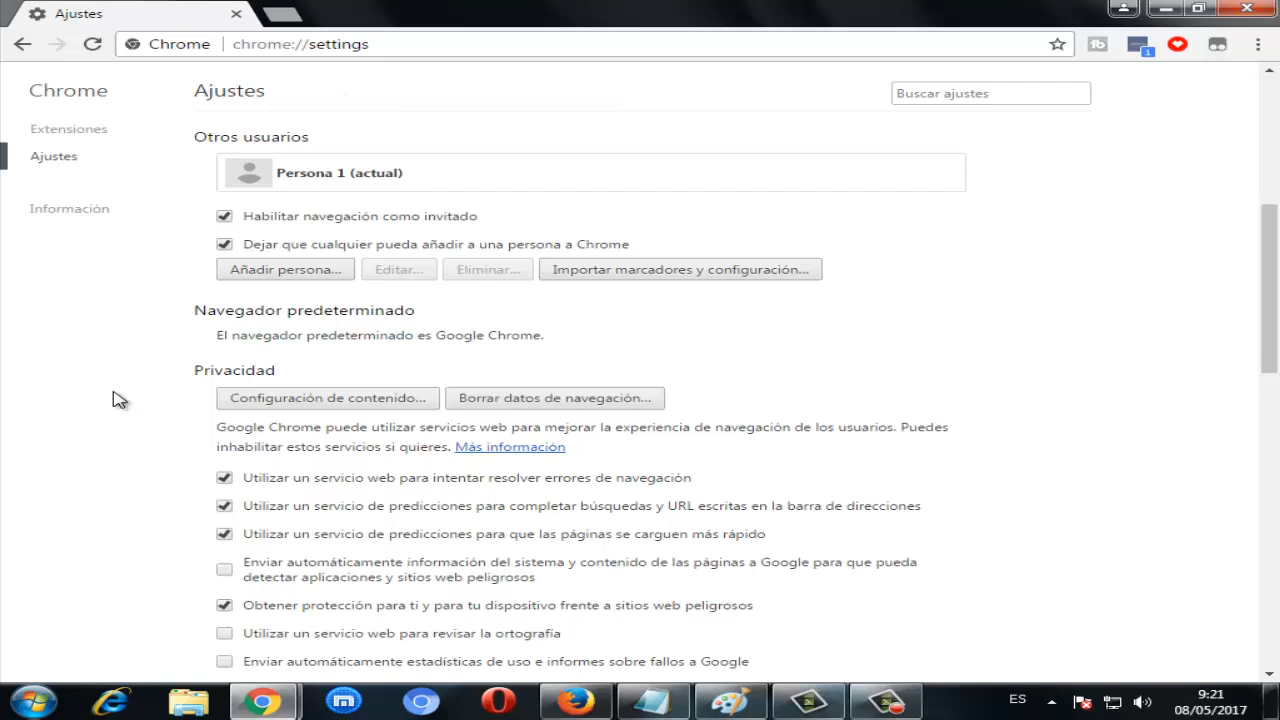 Ajustes
Chrome
chrome://settings
1
Chrome
Ajustes
Buscar ajustes
Extensiones
Ajustes
Información
Otros usuarios
Persona 1 (actual)
Habilitar navegación como invitado
Dejar que cualquier pueda añadir a una persona a Chrome
Añadir persona...
Editar...
Eliminar...
Importar marcadores y configuración...
Navegador predeterminado
El navegador predeterminado es Google Chrome.
Privacidad
Configuración de contenido...
Borrar datos de navegación...
Google Chrome puede utilizar servicios web para mejorar la experiencia de navegación de los usuarios. Puedes
inhabilitar estos servicios si quieres. Más información
Utilizar un servicio web para intentar resolver errores de navegación
Utilizar un servicio de predicciones para completar búsquedas y URL escritas en la barra de direcciones
Utilizar un servicio de predicciones para que las páginas se carguen más rápido
Enviar automáticamente información del sistema y contenido de las páginas a Google para que pueda
detectar aplicaciones y sitios web peligrosos
Obtener protección para ti y para tu dispositivo frente a sitios web peligrosos
Utilizar un servicio web para revisar la ortografía
Enviar automáticamente estadísticas de uso e informes sobre fallos a Google
ES
9:21
08/05/2017